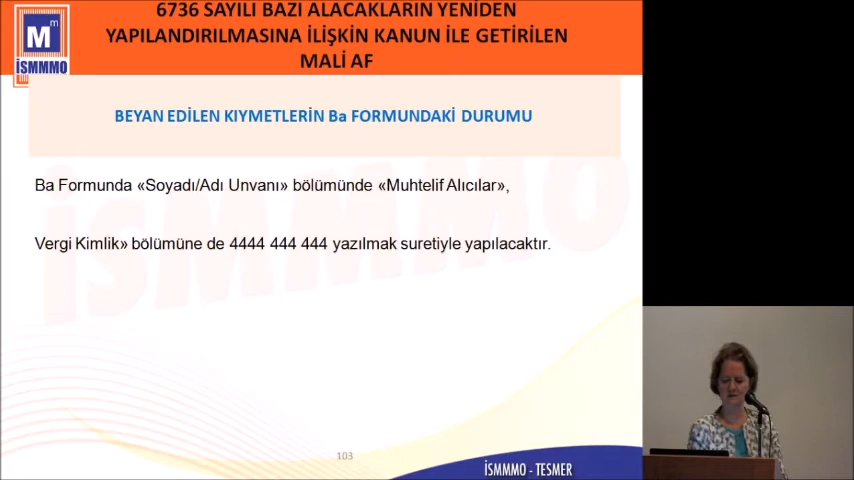 6736 SAYILI BAZI ALACAKLARIN YENİDEN
YAPILANDIRILMASINA İLİŞKİN KANUN İLE GETİRİLEN
MALİ AF
Mm
İSMMMO
BEYAN EDİLEN KIYMETLERİN Ba FORMUNDAKİ DURUMU
Ba Formunda «Soyadı/Adı Unvanı» bölümünde «Muhtelif Alıcılar»,
Vergi Kimlik» bölümüne de 4444 444 444 yazılmak suretiyle yapılacaktır.
İSMMMO
103
İSMMMO - TESMER